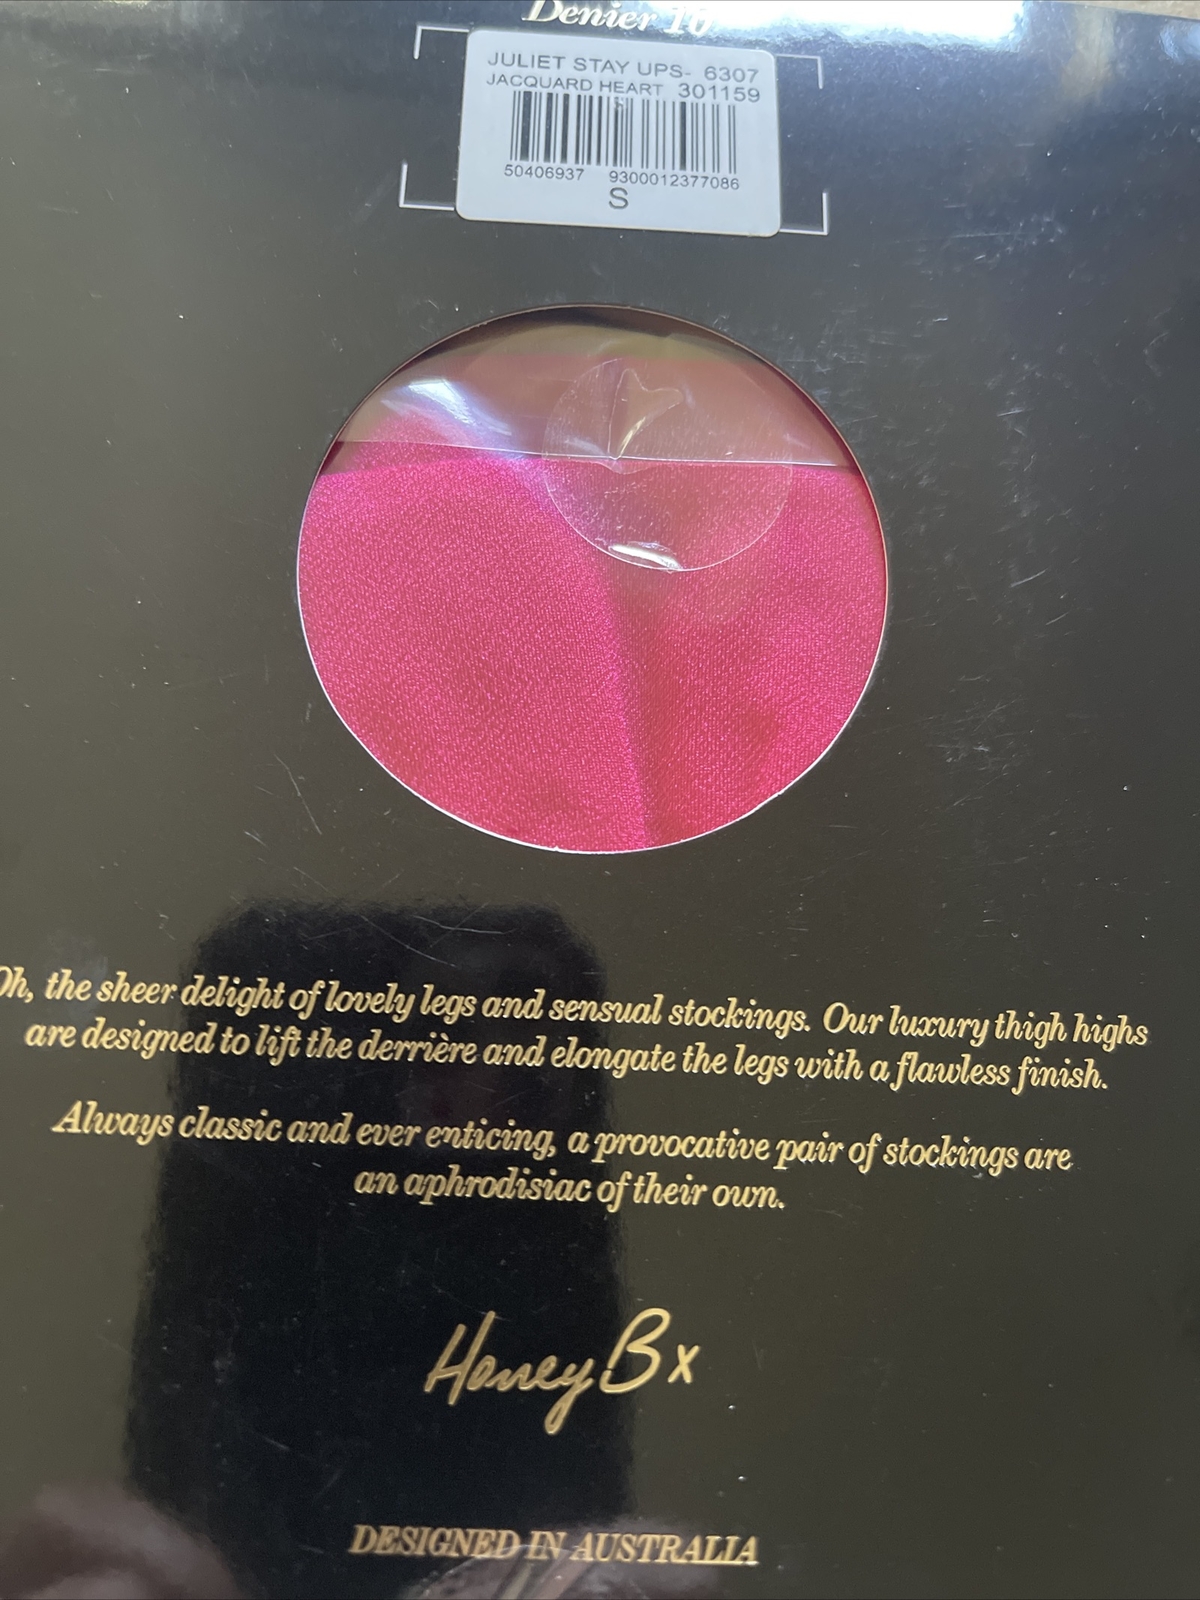 Denier 10
JULIET STAY UPS- 6307
JACQUARD HEART 301159
S
50406937 9300012377086
S
Oh, the sheer delight of lovely legs and sensual stockings. Our luxury thigh highs
are designed to lift the derrière and elongate the legs with a flawless finish.
Always classic and ever enticing, a provocative pair of stockings are
an aphrodisiac of their own.
Honey B x
DESIGNED IN AUSTRALIA